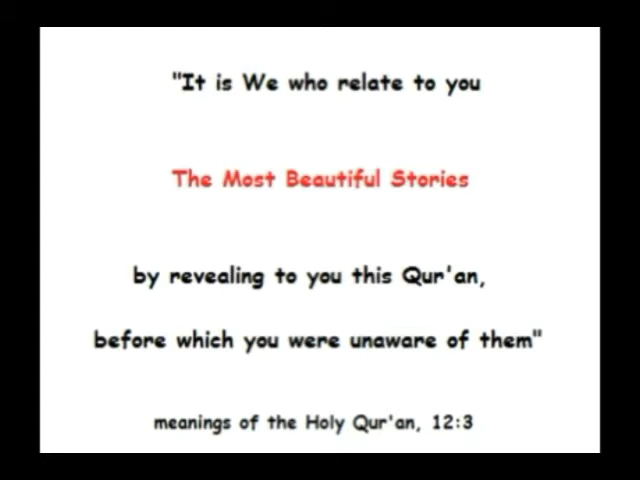 "It is We who relate to you
The Most Beautiful Stories
by revealing to you this Qur'an,
before which you were unaware of them"
meanings of the Holy Qur'an, 12:3